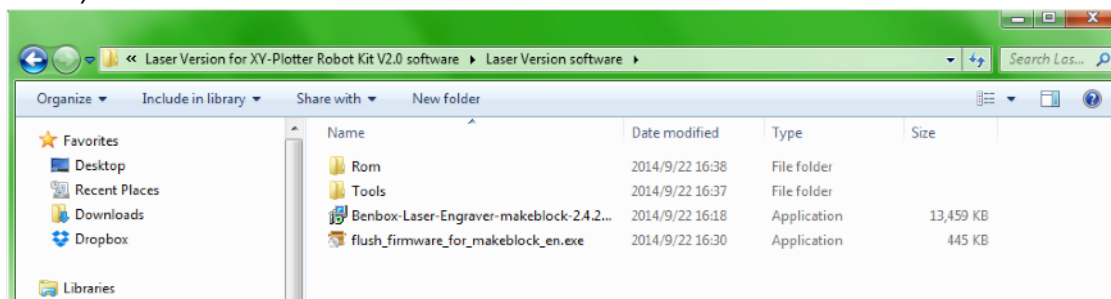 « Laser Version for XY-Plotter Robot Kit V2.0 software ▸ Laser Version software ▸ Search Las...
Organize ▾ Include in library ▾ Share with ▾ New folder
Name Date modified Type Size
Favorites
Desktop
Recent Places
Downloads
Dropbox
Libraries
Rom 2014/9/22 16:38 File folder
Tools 2014/9/22 16:37 File folder
Benbox-Laser-Engraver-makeblock-2.4.2... 2014/9/22 16:18 Application 13,459 KB
flush_firmware_for_makeblock_en.exe 2014/9/22 16:30 Application 445 KB